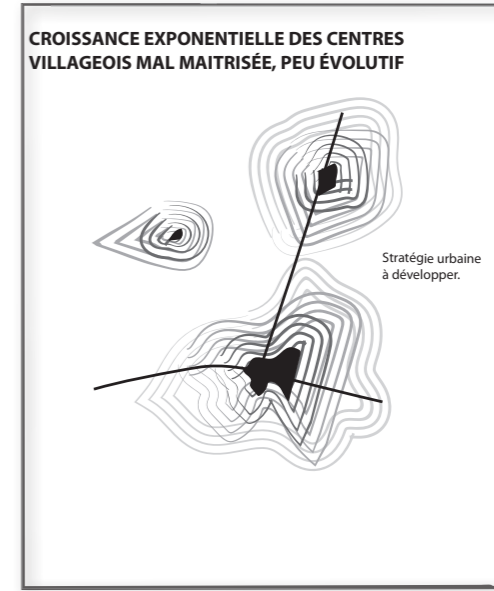 CROISSANCE EXPONENTIELLE DES CENTRES
VILLAGEOIS MAL MAITRISÉE, PEU ÉVOLUTIF
Stratégie urbaine
à développer.